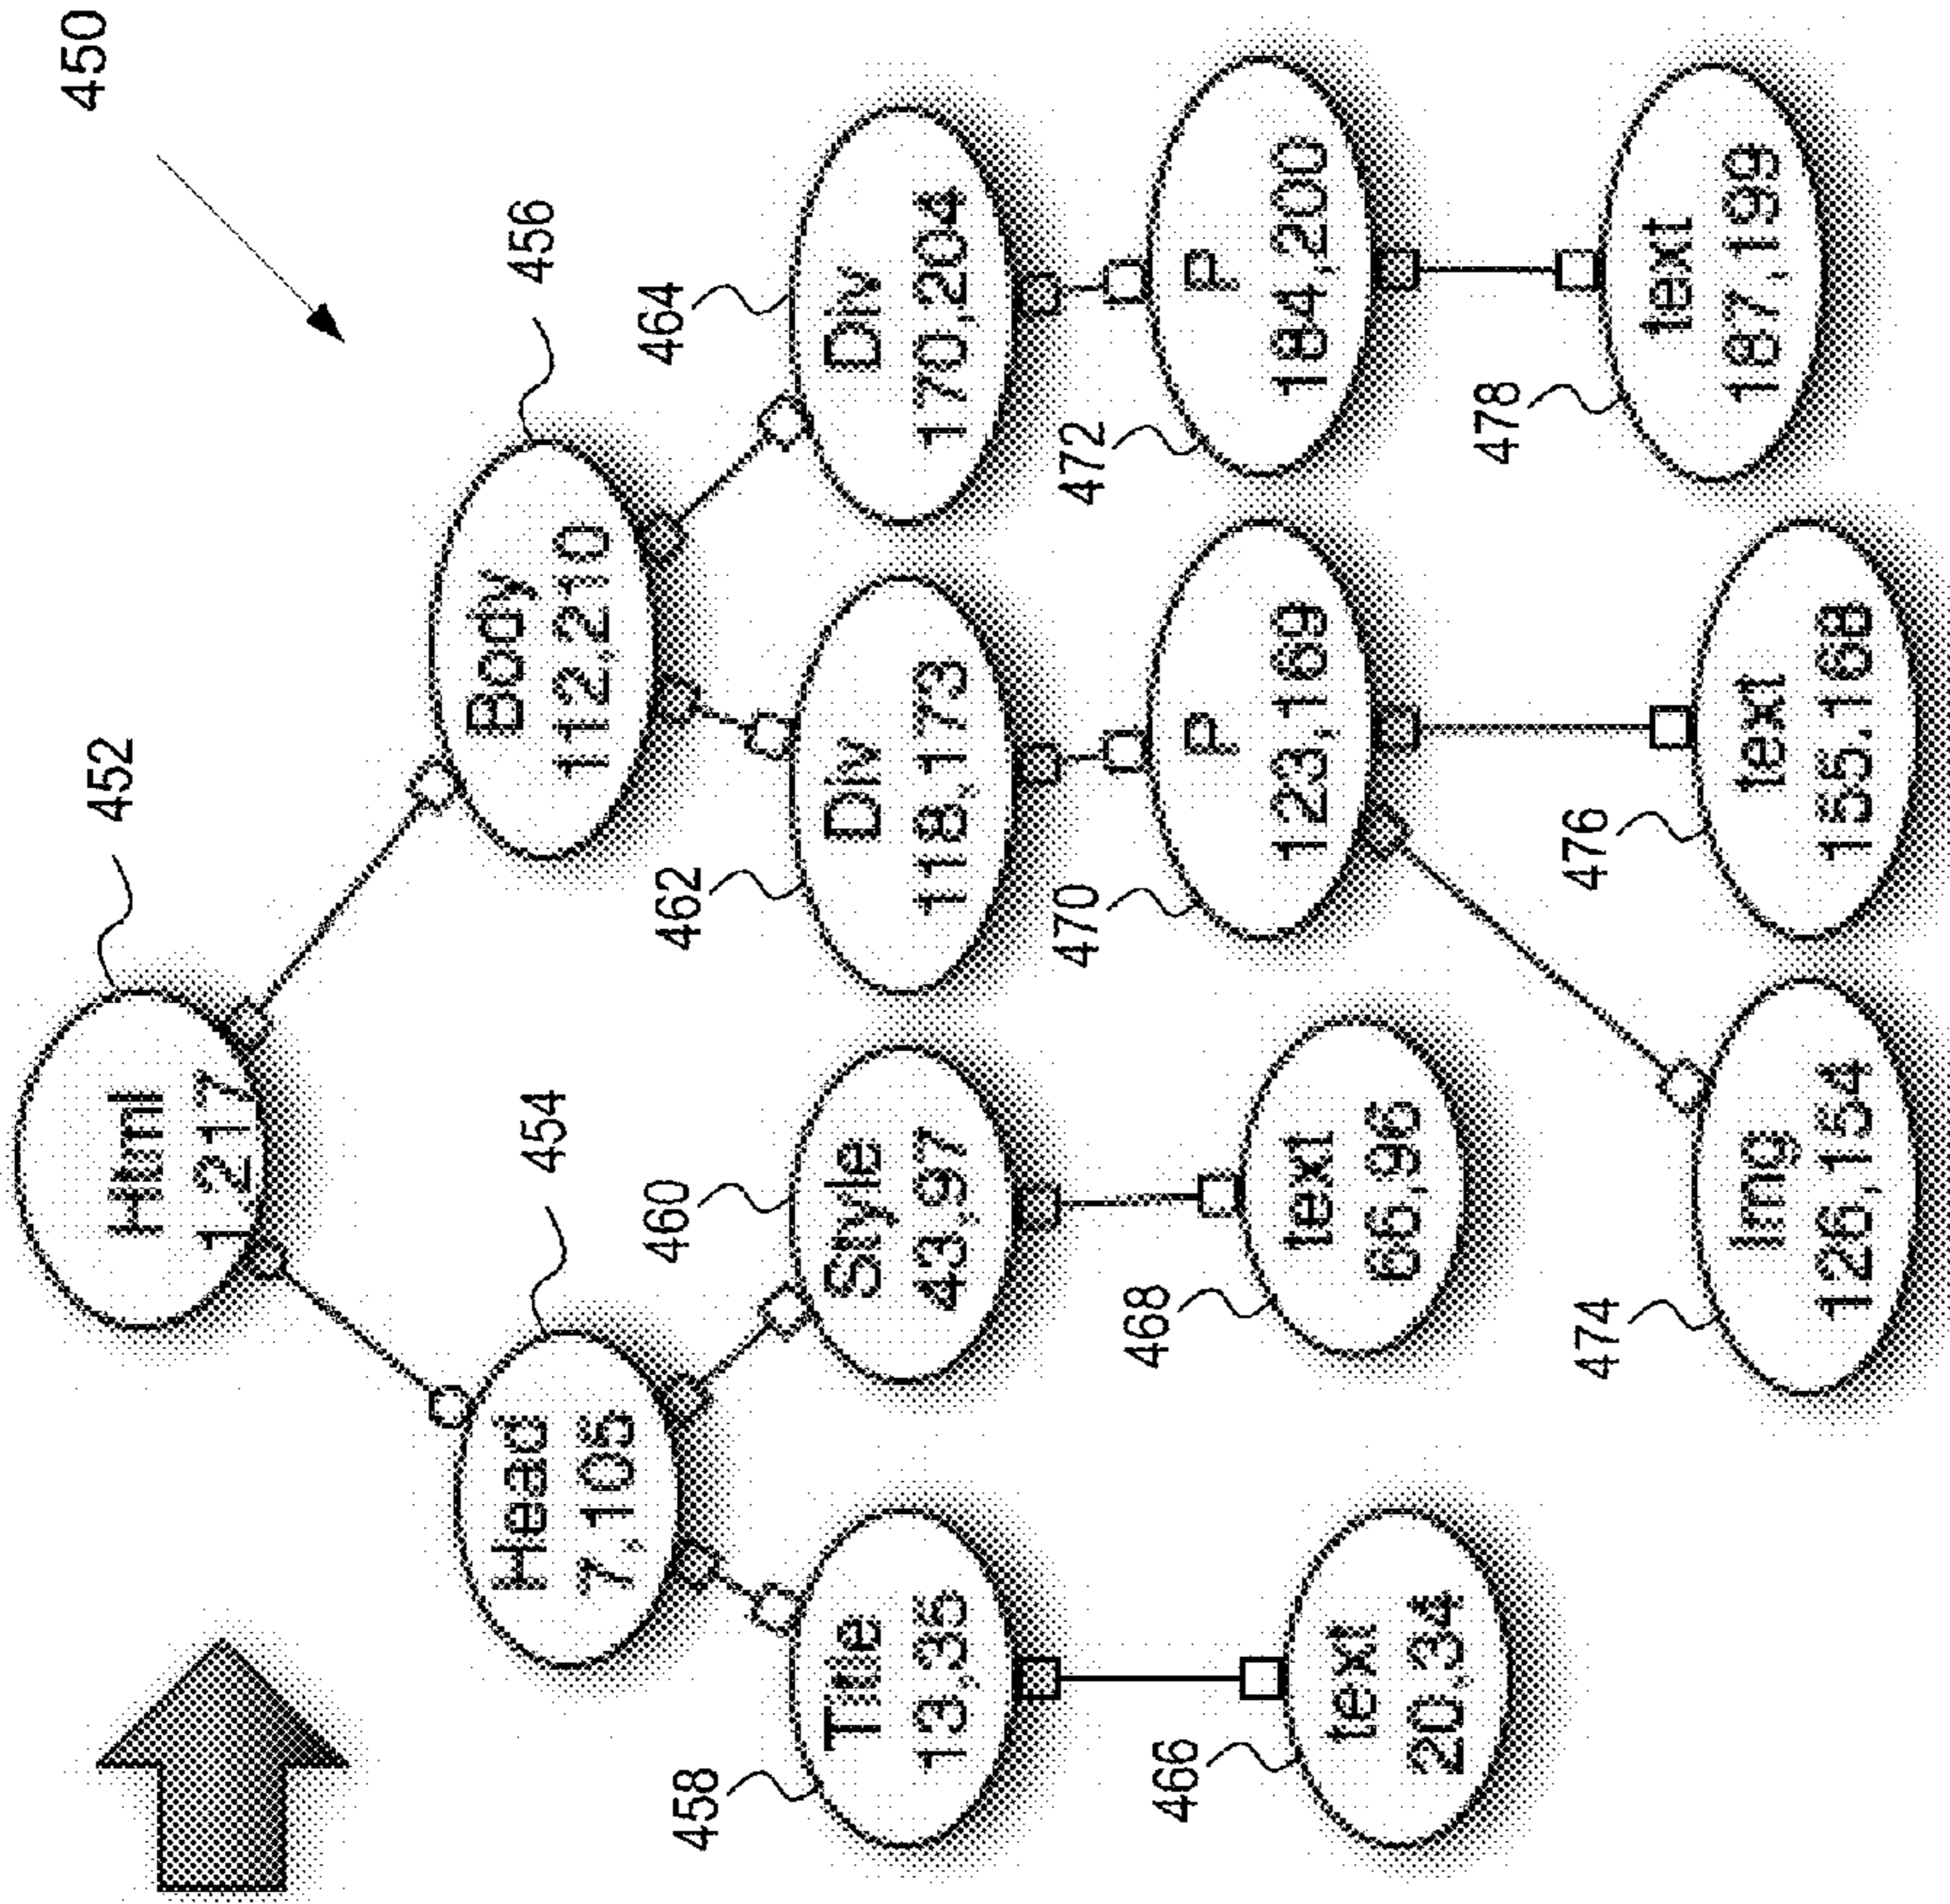 450
452
Html
1,217
454
Head
7,105
456
Body
112,210
458
Title
13,35
460
Style
43,97
462
Div
118,173
464
Div
170,204
466
text
20,34
468
text
66,96
470
P
123,169
472
P
184,200
474
Img
126,154
476
text
155.168
478
text
187,199